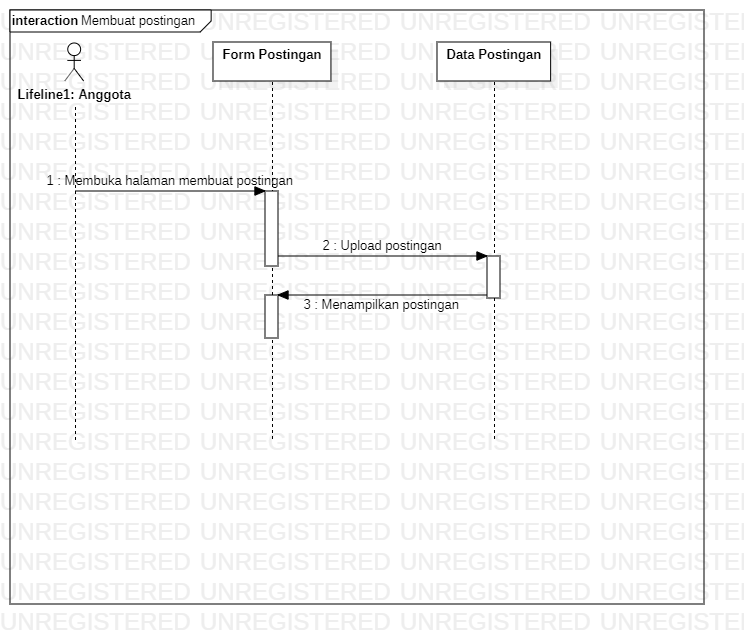 interaction Membuat postingan
Form Postingan
Data Postingan
Lifeline1: Anggota
1 : Membuka halaman membuat postingan
2 : Upload postingan
3 : Menampilkan postingan
UNREGISTERED